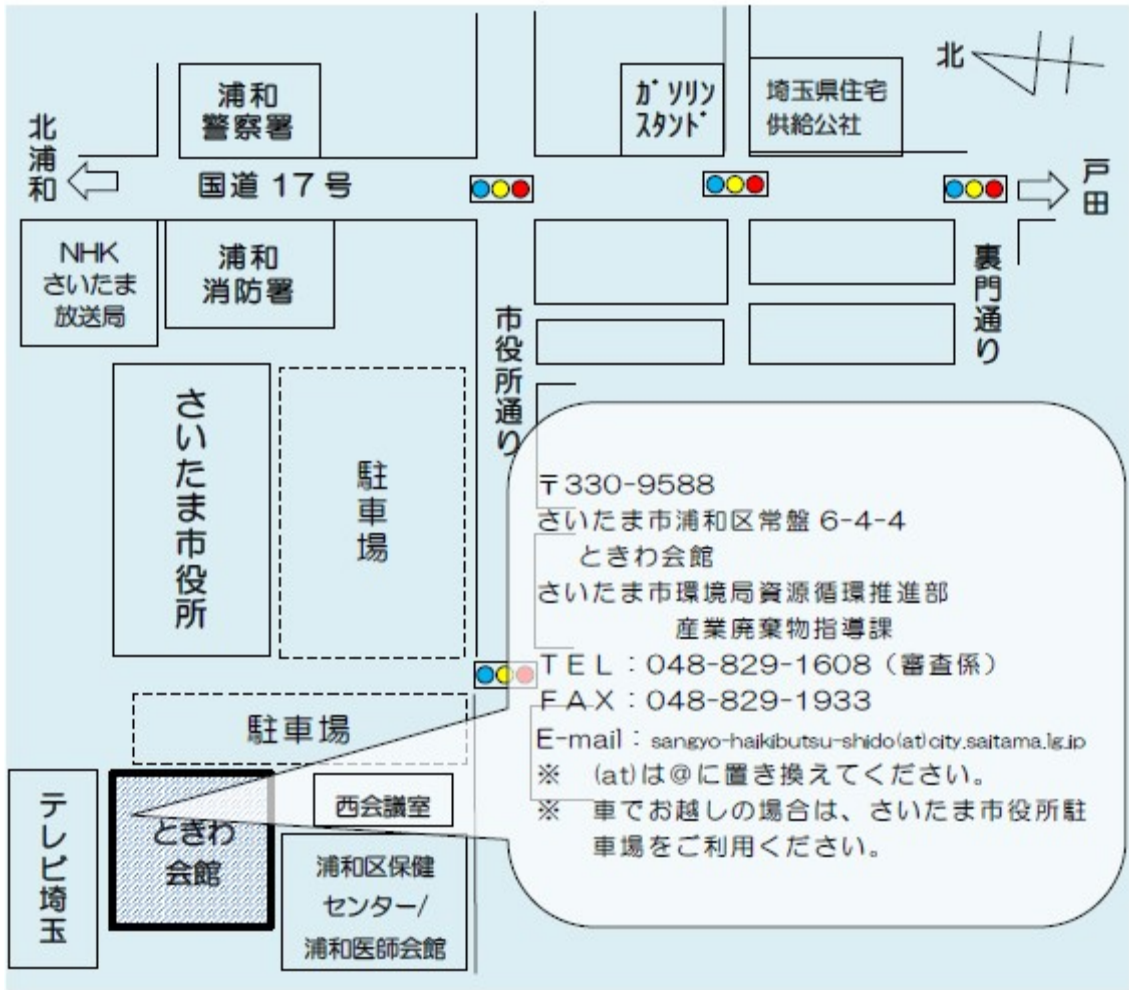 北
浦和
警察署
ガソリン
スタンド
埼玉県住宅
供給公社
北浦和
国道 17 号
戸田
NHK
さいたま
放送局
浦和
消防署
市役所通り
裏門通り
さいたま市役所
駐車場
〒330-9588
さいたま市浦和区常盤 6-4-4
ときわ会館
さいたま市環境局資源循環推進部
産業廃棄物指導課
ＴＥＬ：048-829-1608（審査係）
ＦＡＸ：048-829-1933
E-mail：sangyo-haikibutsu-shido(at)city.saitama.lg.jp
※　(at)は@に置き換えてください。
※　車でお越しの場合は、さいたま市役所駐
車場をご利用ください。
駐車場
テレビ埼玉
ときわ
会館
西会議室
浦和区保健
センター/
浦和医師会館